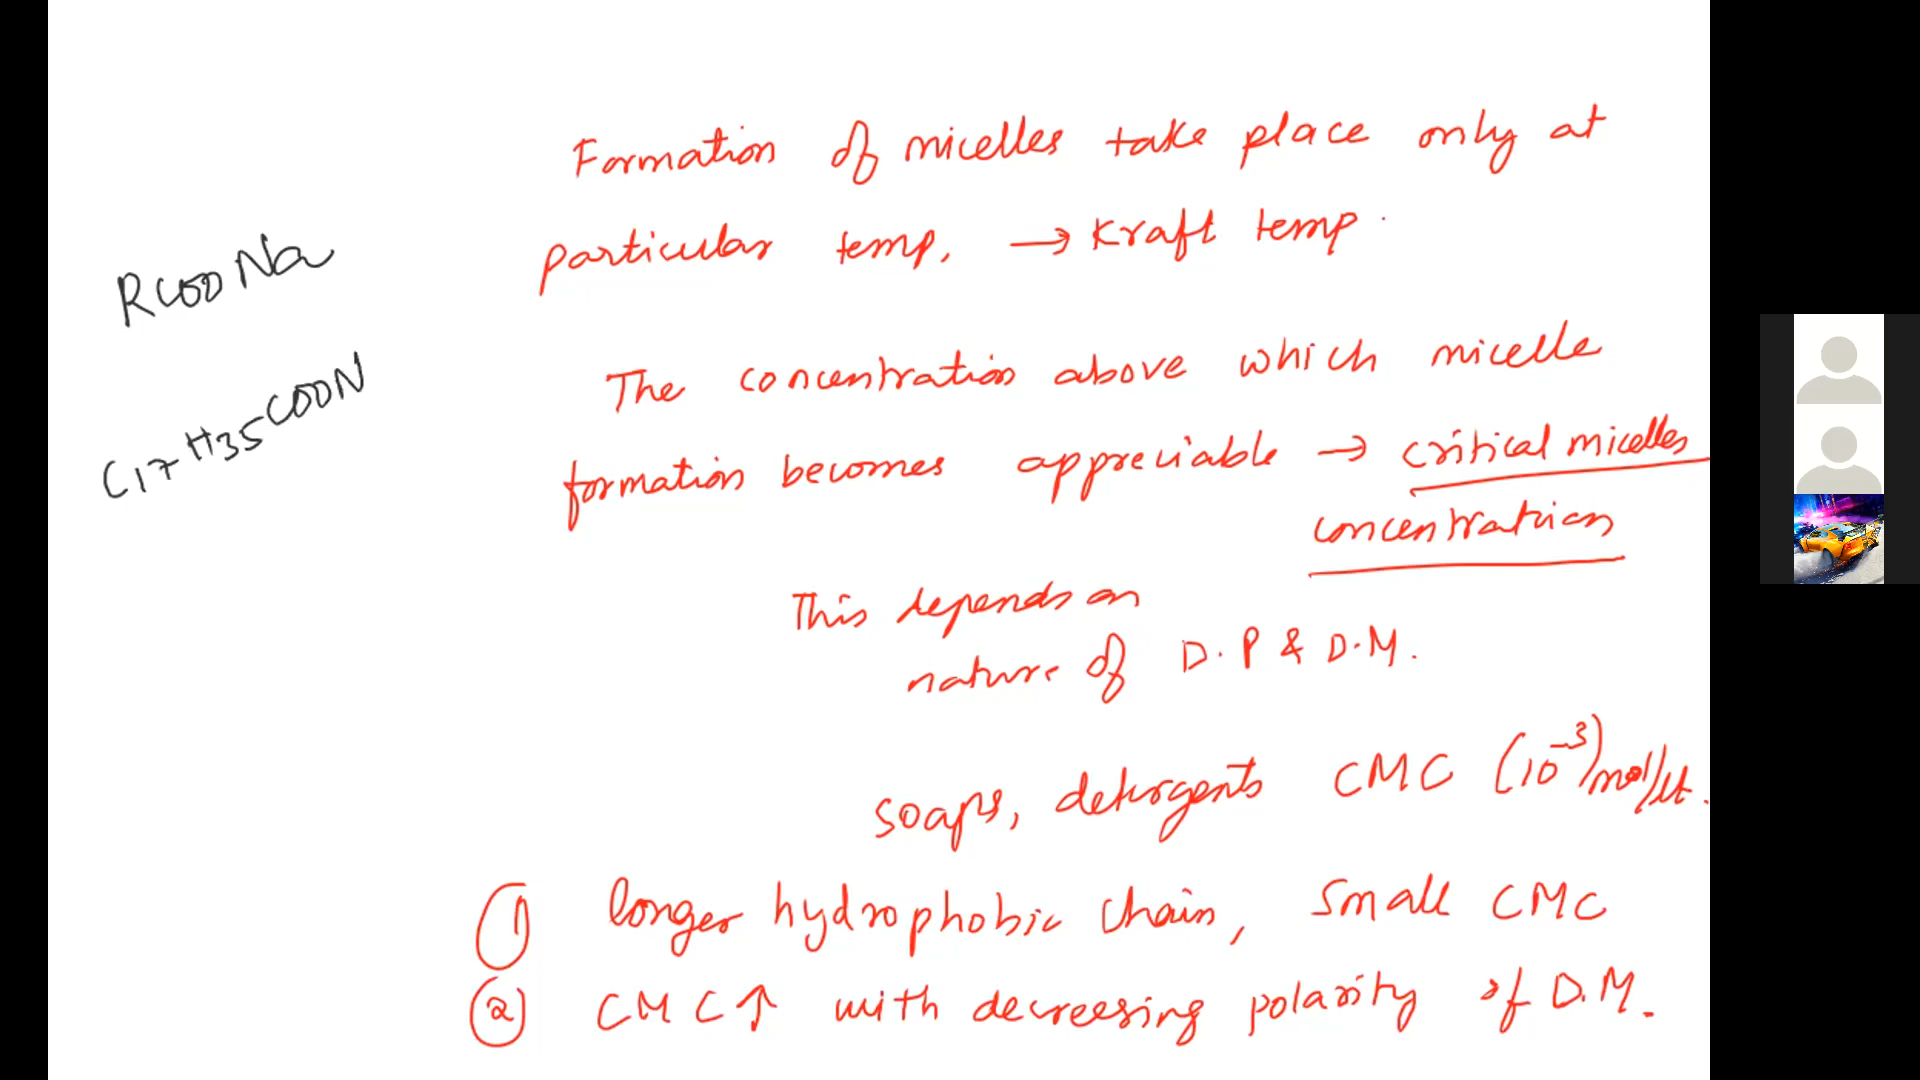 Formation of micelles take place only at
particular temp, → Kraft temp.
RCOONa
The concentration above which micelle
C17H35COON
formation becomes appreciable → critical micelles
concentration
This depends on
nature of D.P & D.M.
soaps, detergents CMC (10-3) mol/lt.
1 longer hydrophobic chain, small CMC
2 CMC↑ with decreesing polarity of D.M.